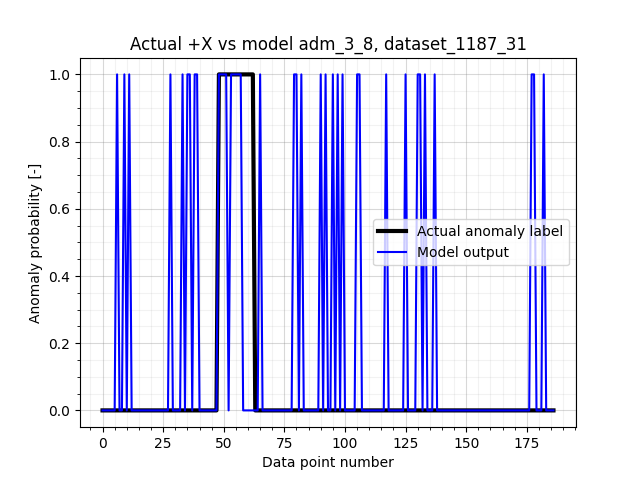 Actual +X vs model adm_3_8, dataset_1187_31
1.0
0.8
0.6
0.4
0.2
0.0
Anomaly probability [-]
Actual anomaly label
Model output
0 25 50 75 100 125 150 175
Data point number